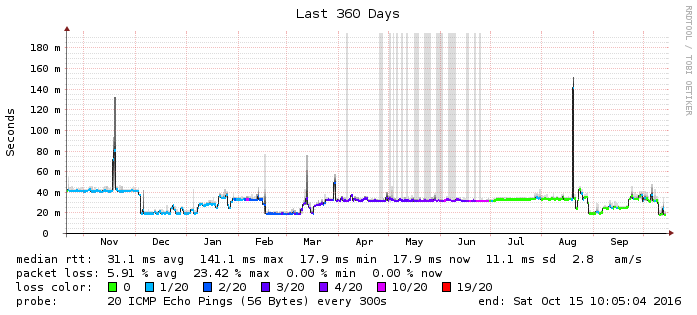 Last 360 Days
RRDTOOL / TOBI OETIKER
Seconds
180 m
160 m
140 m
120 m
100 m
80 m
60 m
40 m
20 m
0
Nov Dec Jan Feb Mar Apr May Jun Jul Aug Sep
median rtt: 31.1 ms avg 141.1 ms max 17.9 ms min 17.9 ms now 11.1 ms sd 2.8 am/s
packet loss: 5.91 % avg 23.42 % max 0.00 % min 0.00 % now
loss color: 0 1/20 2/20 3/20 4/20 10/20 19/20
probe: 20 ICMP Echo Pings (56 Bytes) every 300s end: Sat Oct 15 10:05:04 2016